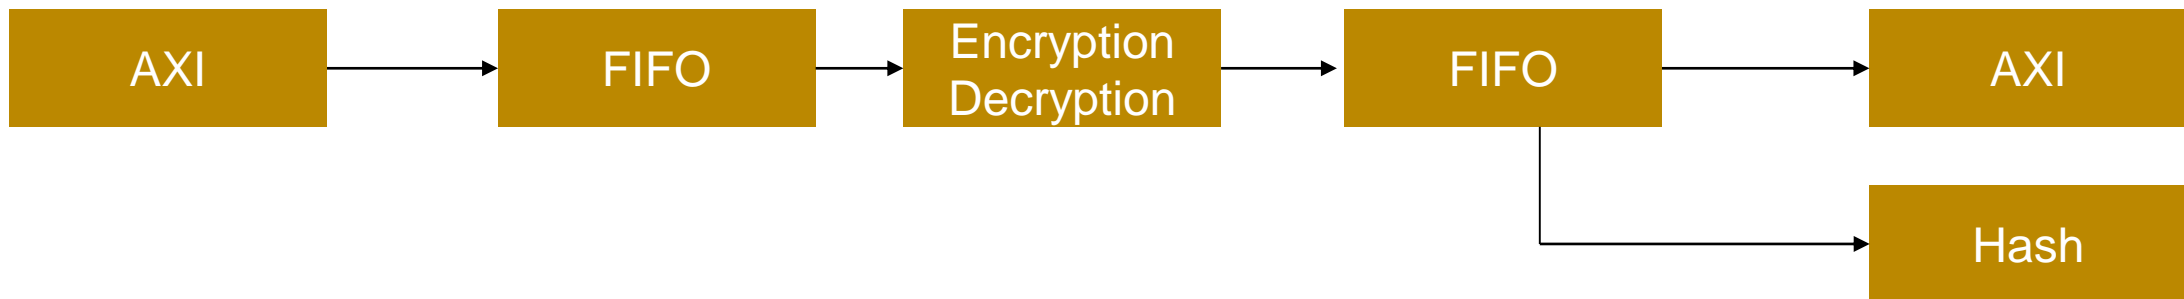 AXI
FIFO
Encryption
Decryption
FIFO
AXI
Hash